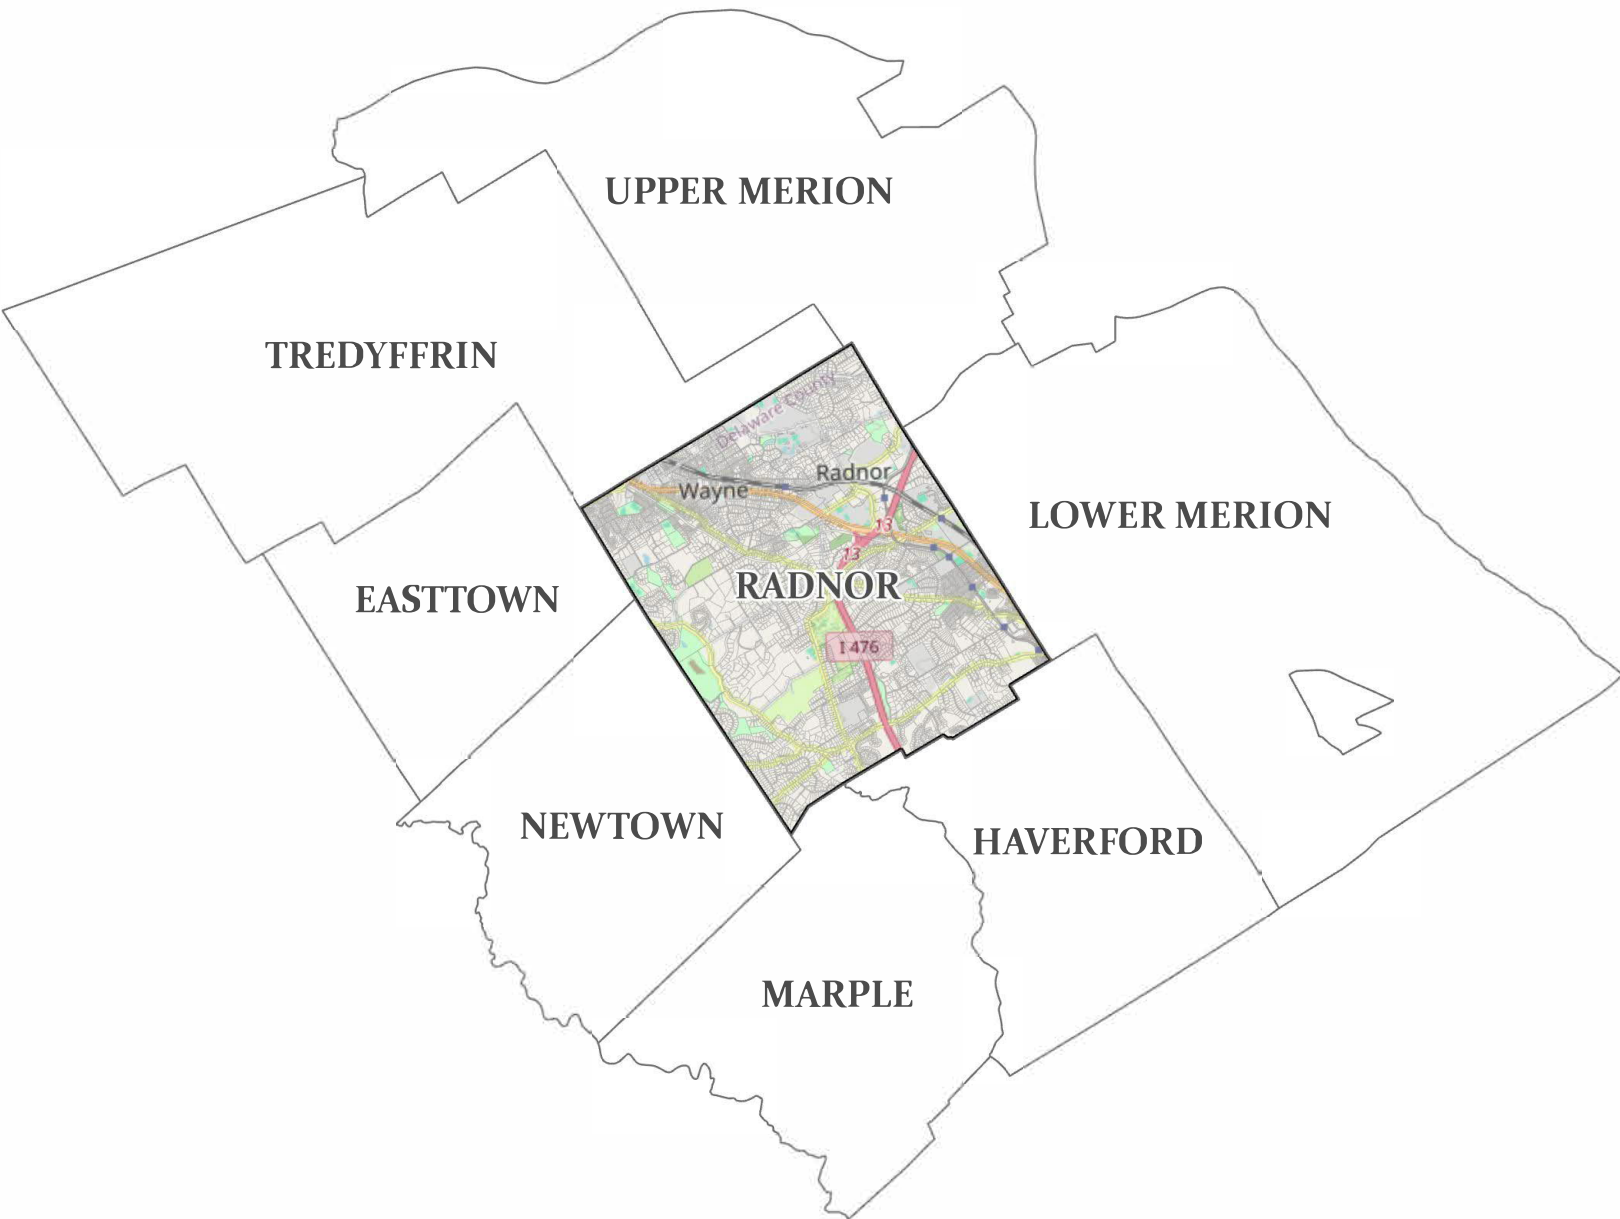 UPPER MERION
TREDYFFRIN
Delaware County
Radnor
Wayne
LOWER MERION
13
13
RADNOR
EASTTOWN
I 476
NEWTOWN
HAVERFORD
MARPLE